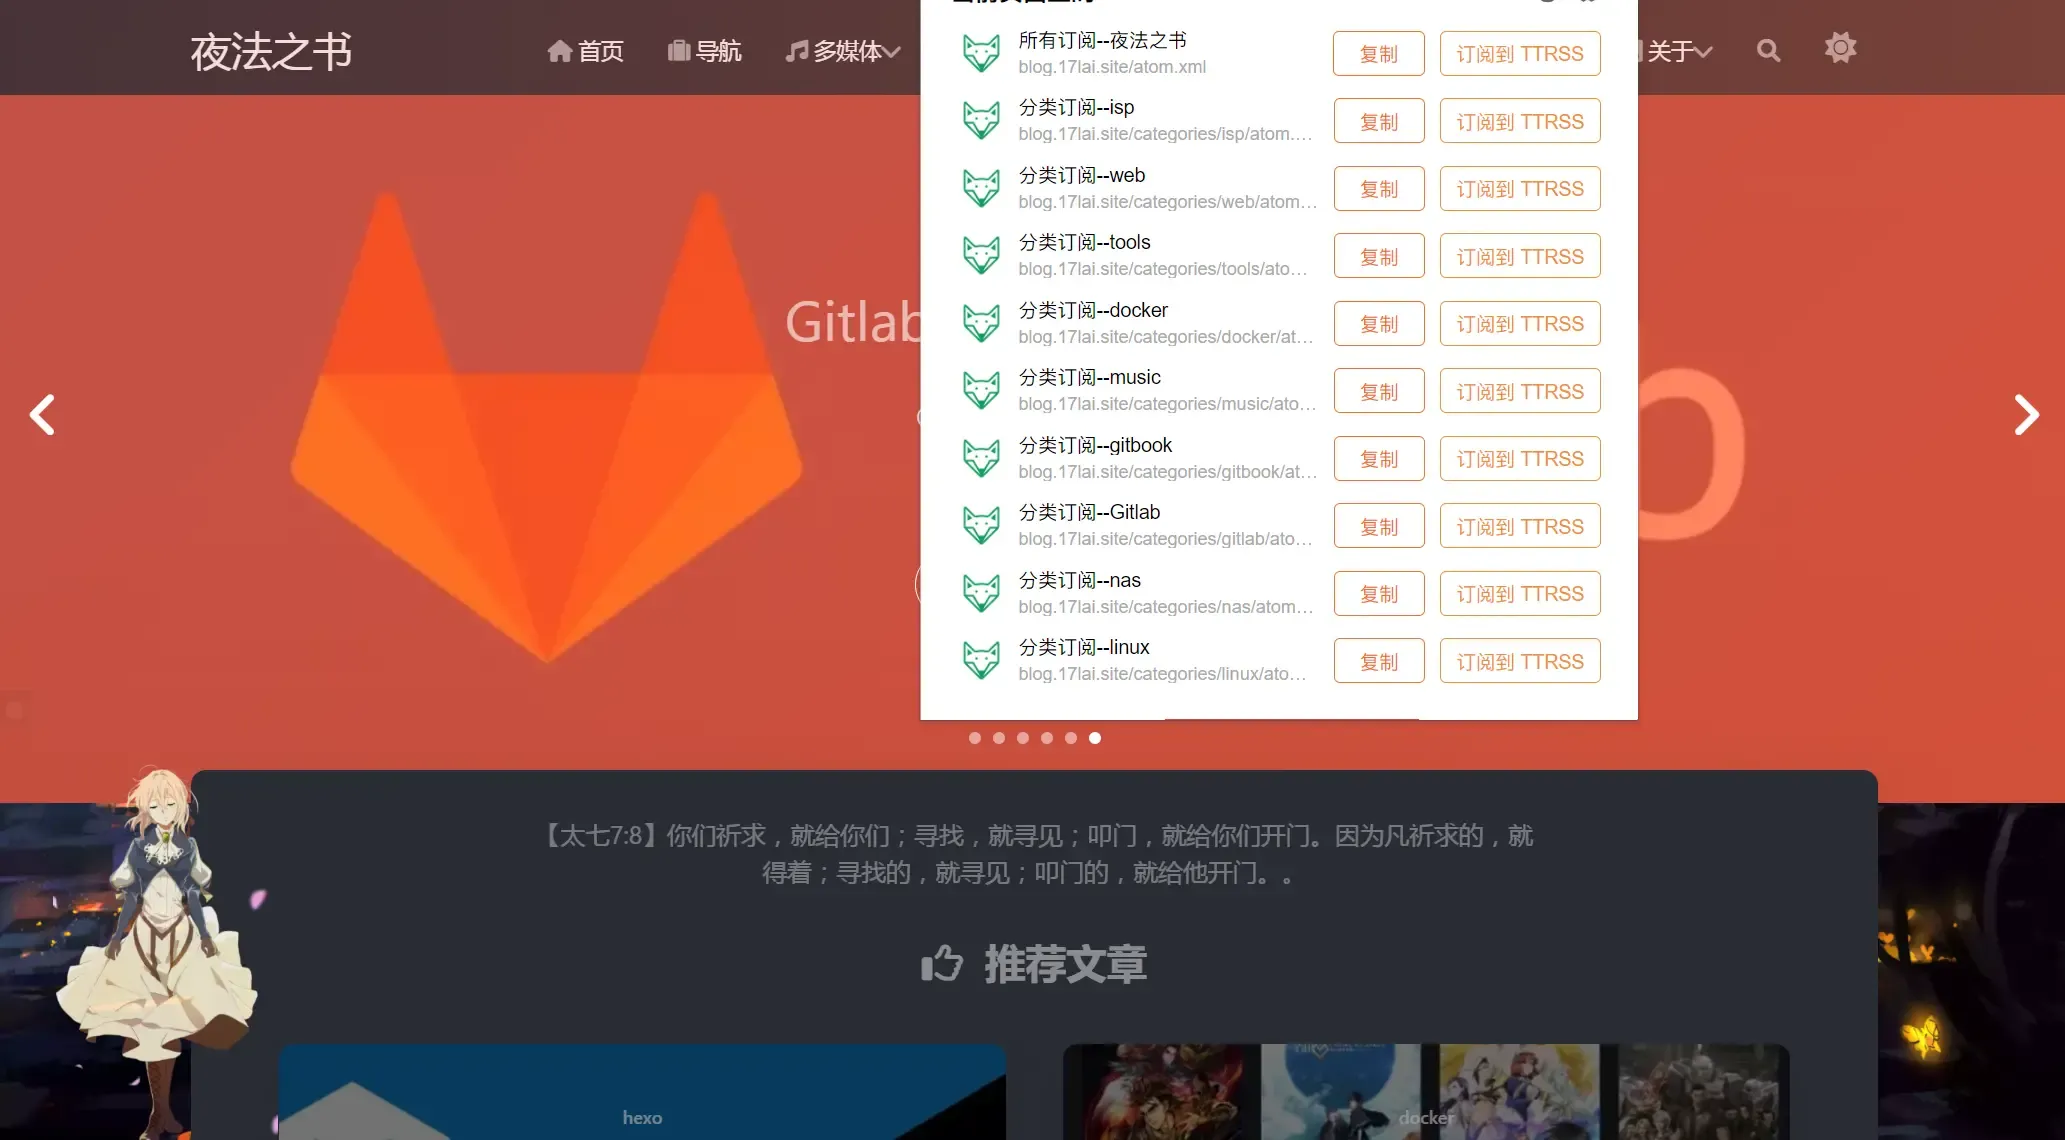 夜法之书
首页
导航
多媒体
关于
所有订阅--夜法之书
blog.17lai.site/atom.xml
复制
订阅到 TTRSS
分类订阅--isp
blog.17lai.site/categories/isp/atom....
复制
订阅到 TTRSS
分类订阅--web
blog.17lai.site/categories/web/atom...
复制
订阅到 TTRSS
分类订阅--tools
blog.17lai.site/categories/tools/ato...
复制
订阅到 TTRSS
分类订阅--docker
blog.17lai.site/categories/docker/at...
复制
订阅到 TTRSS
分类订阅--music
blog.17lai.site/categories/music/ato...
复制
订阅到 TTRSS
分类订阅--gitbook
blog.17lai.site/categories/gitbook/at...
复制
订阅到 TTRSS
分类订阅--Gitlab
blog.17lai.site/categories/gitlab/ato...
复制
订阅到 TTRSS
分类订阅--nas
blog.17lai.site/categories/nas/atom...
复制
订阅到 TTRSS
分类订阅--linux
blog.17lai.site/categories/linux/ato...
复制
订阅到 TTRSS
Gitlab
【太七7:8】你们祈求，就给你们；寻找，就寻见；叩门，就给你们开门。因为凡祈求的，就
得着；寻找的，就寻见；叩门的，就给他开门。。
推荐文章
hexo
docker